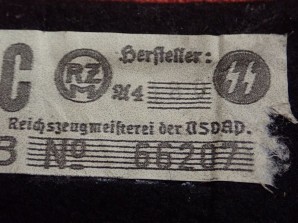 C RZM Hersteller:
A4
Reichszeugmeisterei der NSDAP.
B № 66207